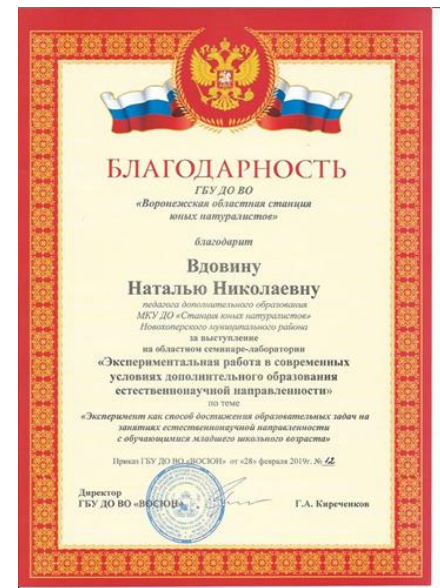 БЛАГОДАРНОСТЬ
ГБУ ДО ВО
«Воронежская областная станция
юных натуралистов»
благодарит
Вдовину
Наталью Николаевну
педагога дополнительного образования
МКУ ДО «Станция юных натуралистов»
Новохоперского муниципального района
за выступление
на областном семинаре-лаборатории
«Экспериментальная работа в современных
условиях дополнительного образования
естественнонаучной направленности»
по теме
«Эксперимент как способ достижения образовательных задач на
занятиях естественнонаучной направленности
с обучающимися младшего школьного возраста»
Приказ ГБУ ДО ВО «ВОСЮН» от «28» февраля 2019г. № 12
Директор
ГБУ ДО ВО «ВОСЮН» Г.А. Киреченков